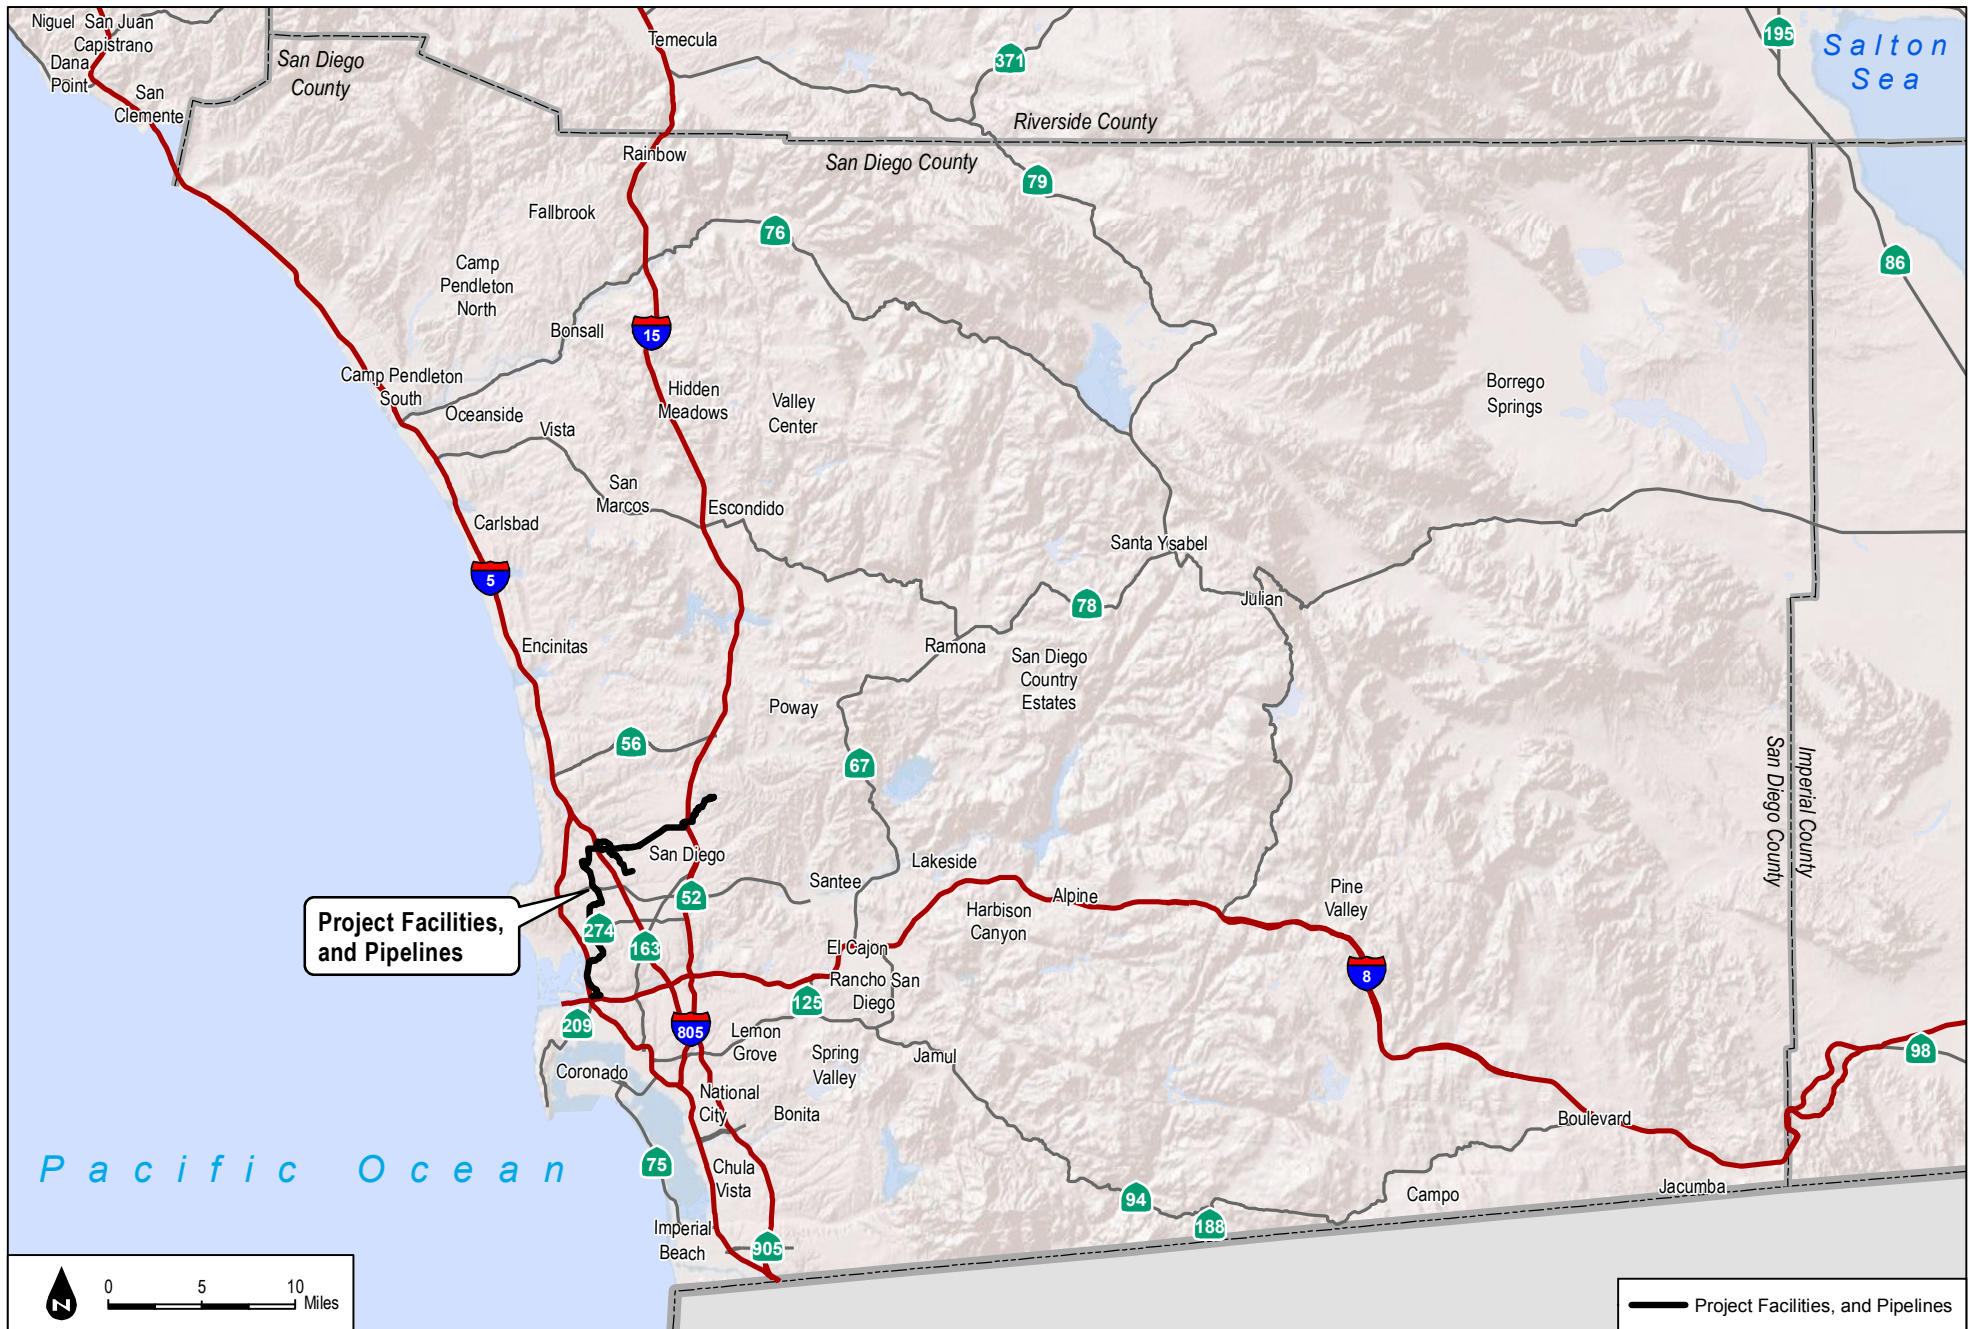 Niguel
San Juan
Capistrano
Dana
Point
San
Clemente
San Diego
County
Temecula
371
195
Salton
Sea
Riverside County
San Diego County
Rainbow
79
Fallbrook
76
86
Camp
Pendleton
North
Bonsall
15
Camp Pendleton
South
Oceanside
Hidden
Meadows
Valley
Center
Borrego
Springs
Vista
San
Marcos
Escondido
Carlsbad
Santa Ysabel
5
78
Julian
Encinitas
Ramona
San Diego
Country
Estates
Poway
56
67
San Diego County
Imperial County
San Diego
Lakeside
Santee
52
Alpine
Pine
Valley
Harbison
Canyon
Project Facilities,
and Pipelines
274
163
El Cajon
8
Rancho San
Diego
125
209
805
Lemon
Grove
Spring
Valley
Jamul
98
Coronado
National
City
Bonita
Boulevard
Pacific Ocean
75
Chula
Vista
94
188
Campo
Jacumba
Imperial
Beach
905
N
0 5 10
Miles
Project Facilities, and Pipelines